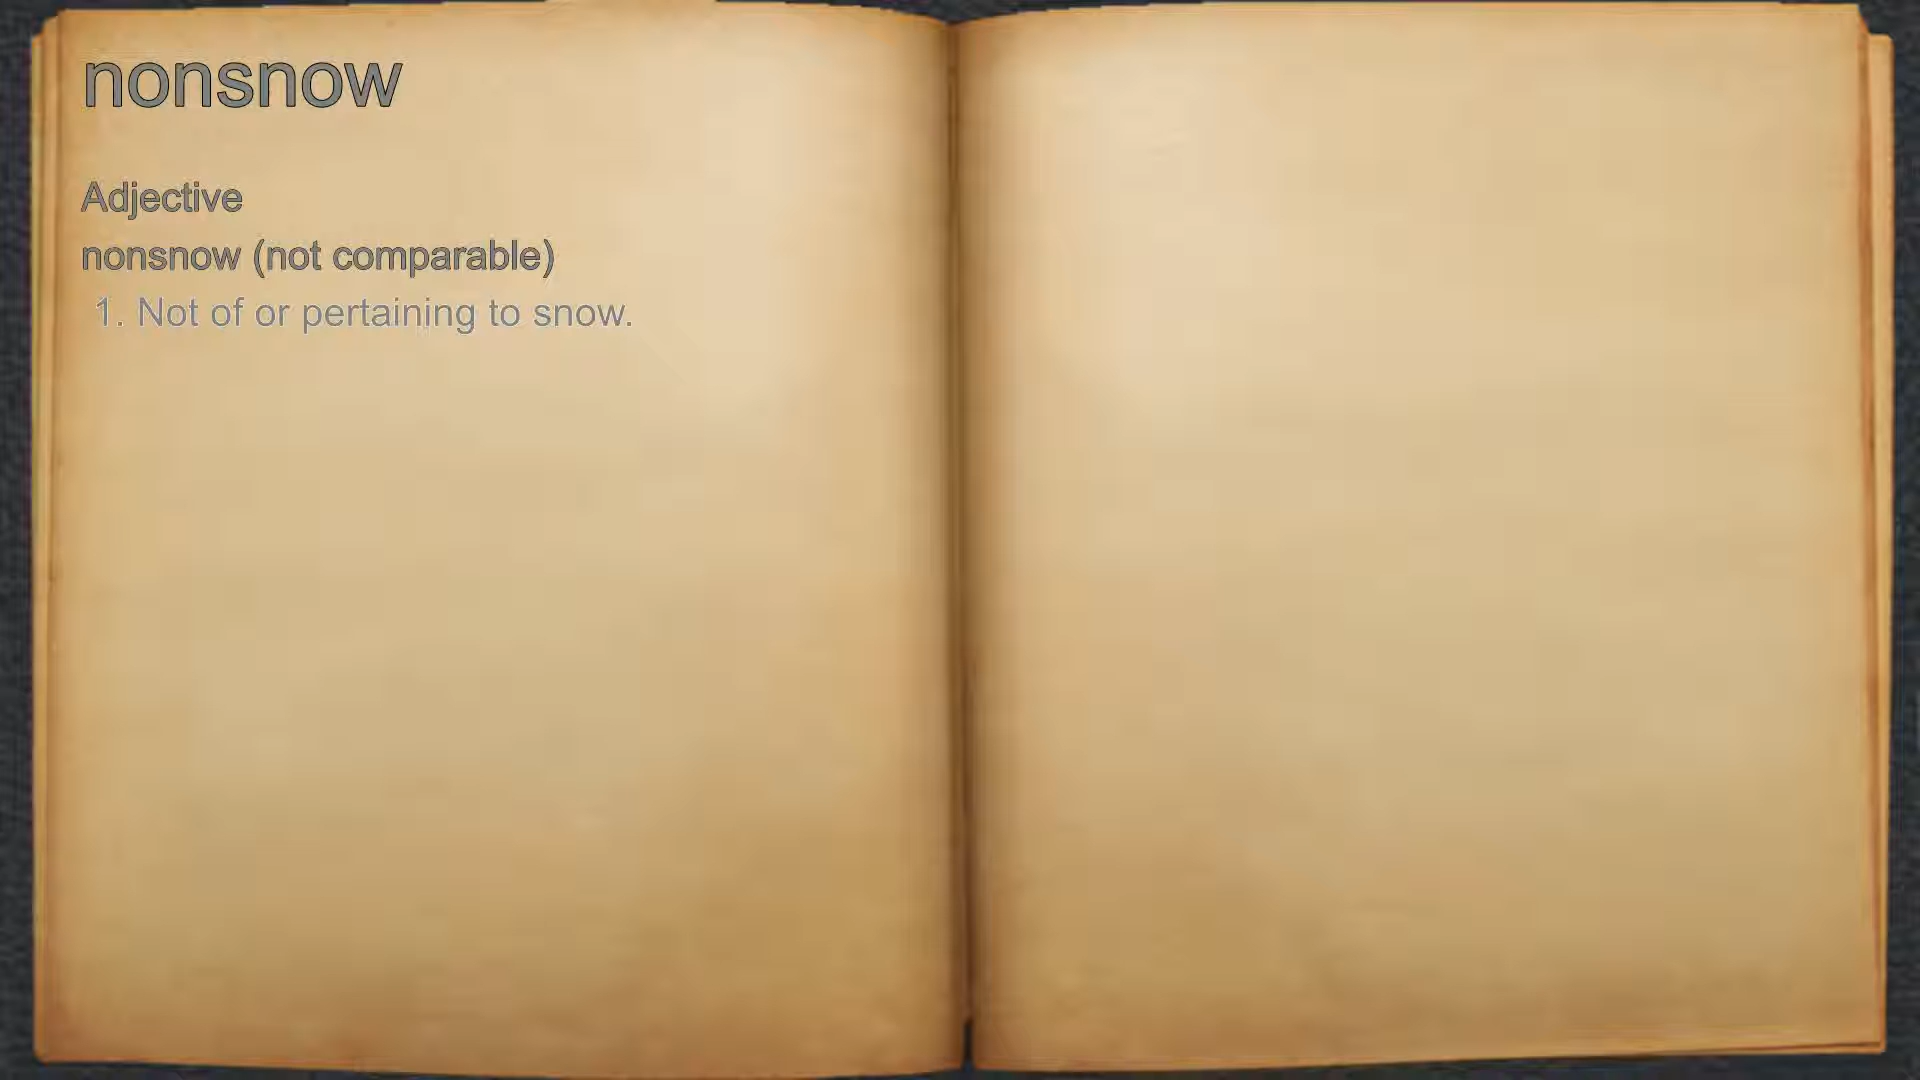 nonsnow
Adjective
nonsnow (not comparable)
1. Not of or pertaining to snow.